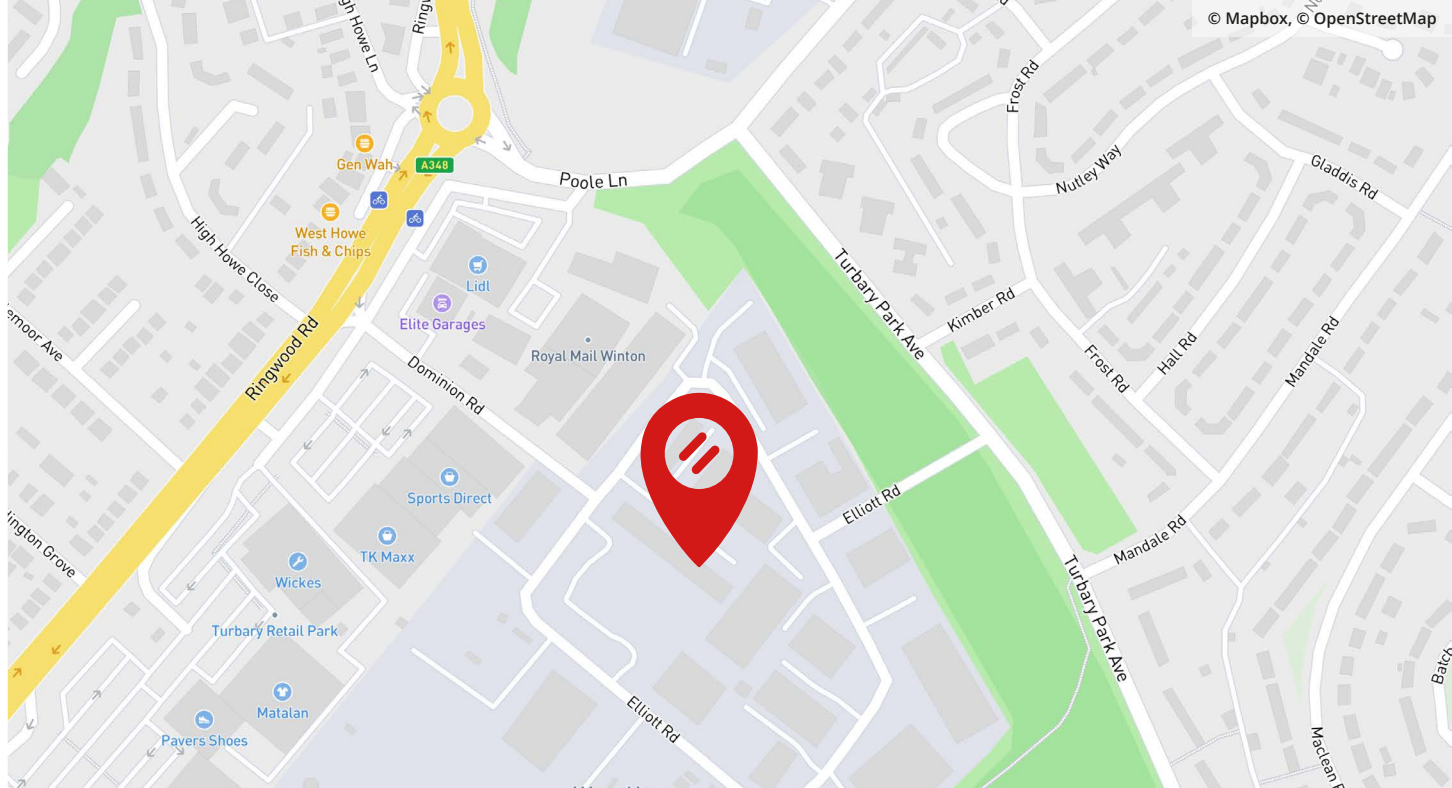 © Mapbox, © OpenStreetMap
High Howe Ln
Frost Rd
Gen Wah
A348
Poole Ln
Nutley Way
Gladdis Rd
West Howe
Fish & Chips
High Howe Close
Lidl
Elite Garages
Turbary Park Ave
Kimber Rd
Royal Mail Winton
Ringwood Rd
Dominion Rd
Frost Rd
Hall Rd
Mandale Rd
Sports Direct
Elliott Rd
TK Maxx
Wickes
Mandale Rd
Turbary Retail Park
Turbary Park Ave
Matalan
Pavers Shoes
Elliott Rd